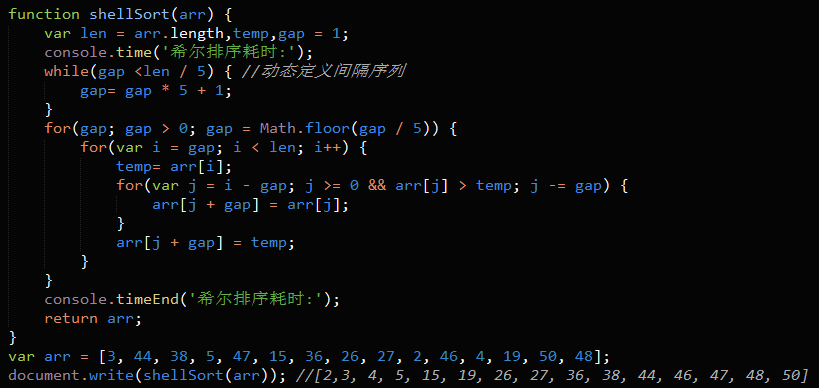 function shellSort(arr) {
    var len = arr.length,temp,gap = 1;
    console.time('希尔排序耗时:');
    while(gap <len / 5) { //动态定义间隔序列
        gap= gap * 5 + 1;
    }
    for(gap; gap > 0; gap = Math.floor(gap / 5)) {
        for(var i = gap; i < len; i++) {
            temp= arr[i];
            for(var j = i - gap; j >= 0 && arr[j] > temp; j -= gap) {
                arr[j + gap] = arr[j];
            }
            arr[j + gap] = temp;
        }
    }
    console.timeEnd('希尔排序耗时:');
    return arr;
}
var arr = [3, 44, 38, 5, 47, 15, 36, 26, 27, 2, 46, 4, 19, 50, 48];
document.write(shellSort(arr)); //[2,3, 4, 5, 15, 19, 26, 27, 36, 38, 44, 46, 47, 48, 50]